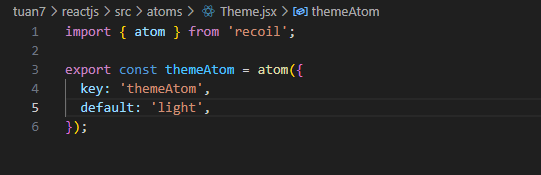 tuan7 > reactjs > src > atoms > Theme.jsx > themeAtom
1 import { atom } from 'recoil';
2
3 export const themeAtom = atom({
4 key: 'themeAtom',
5 default: 'light',
6 });